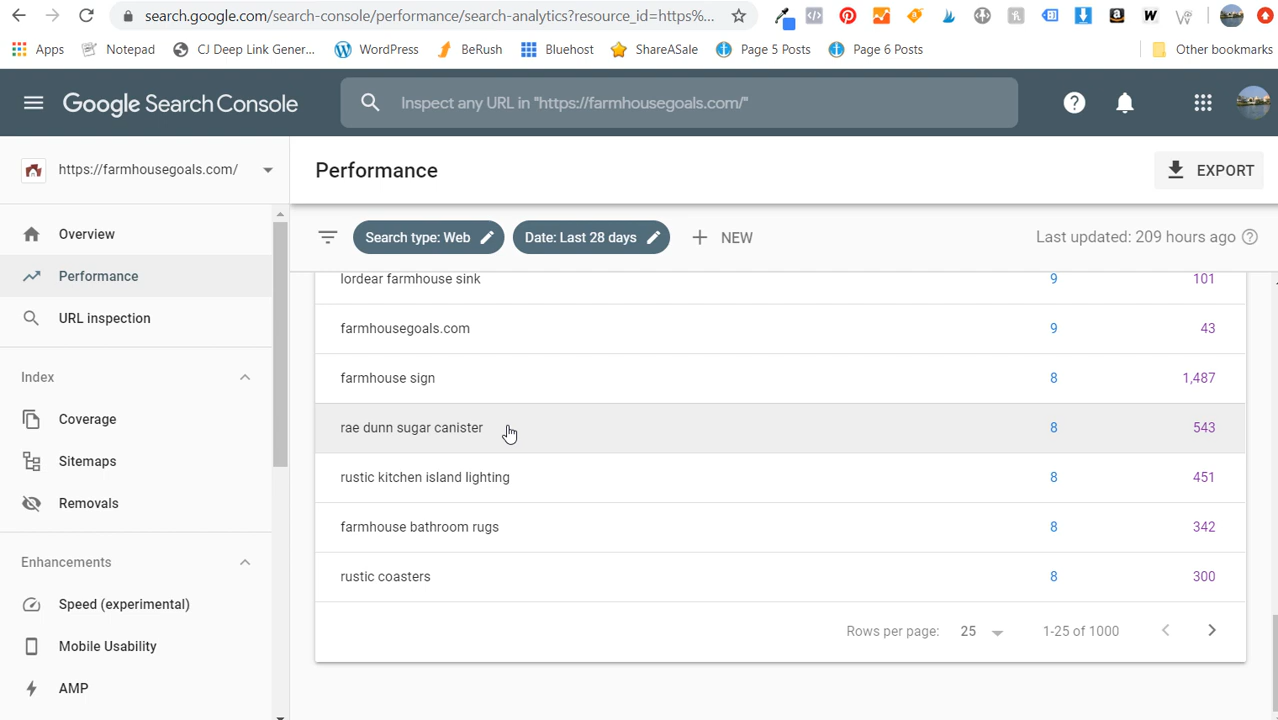 search.google.com/search-console/performance/search-analytics?resource_id=https%...
Apps Notepad CJ Deep Link Gener... WordPress BeRush Bluehost ShareASale Page 5 Posts Page 6 Posts Other bookmarks
Google Search Console
Inspect any URL in "https://farmhousegoals.com/"
https://farmhousegoals.com/
Performance
EXPORT
Overview
Performance
URL inspection
Index
Coverage
Sitemaps
Removals
Enhancements
Speed (experimental)
Mobile Usability
AMP
Search type: Web Date: Last 28 days NEW Last updated: 209 hours ago
lordear farmhouse sink 9 101
farmhousegoals.com 9 43
farmhouse sign 8 1,487
rae dunn sugar canister 8 543
rustic kitchen island lighting 8 451
farmhouse bathroom rugs 8 342
rustic coasters 8 300
Rows per page: 25 1-25 of 1000